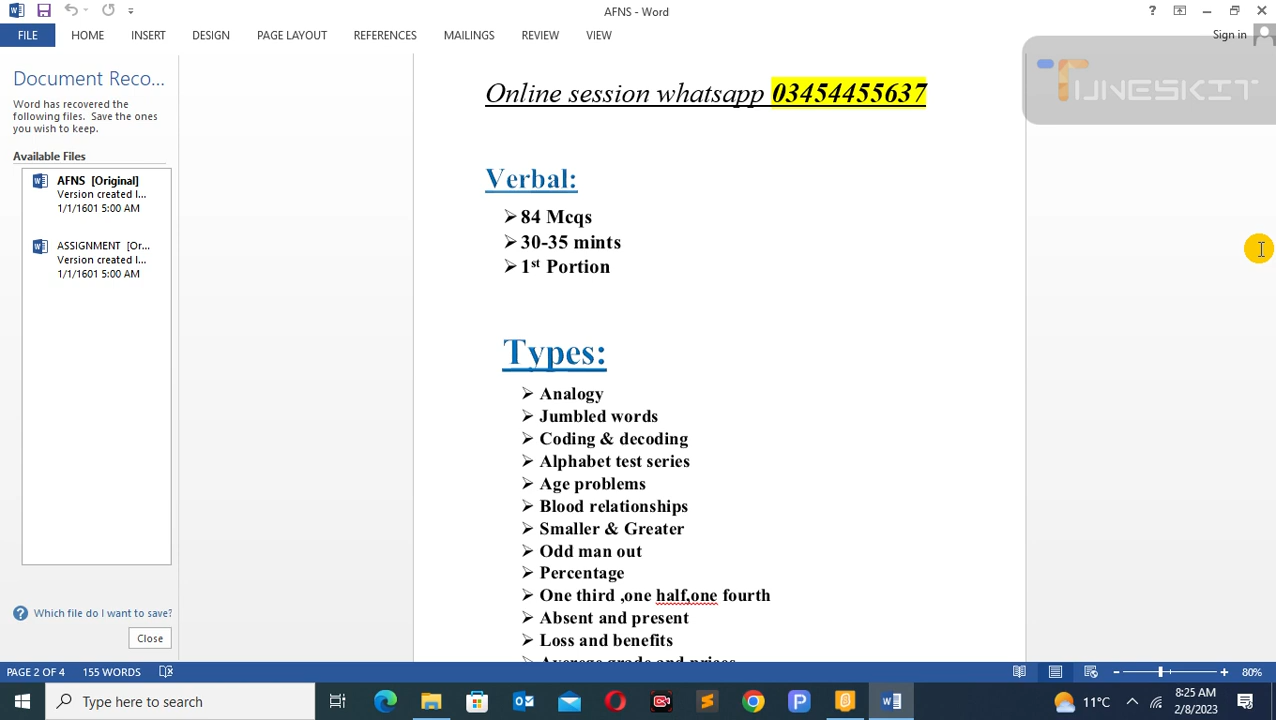 AFNS - Word
FILE HOME INSERT DESIGN PAGE LAYOUT REFERENCES MAILINGS REVIEW VIEW
Sign in
TUNESKIT
Document Reco...
Word has recovered the
following files. Save the ones
you wish to keep.
Available Files
AFNS [Original]
Version created l...
1/1/1601 5:00 AM
ASSIGNMENT [Or...
Version created l...
1/1/1601 5:00 AM
Which file do I want to save?
Close
Online session whatsapp 03454455637
Verbal:
84 Mcqs
30-35 mints
1st Portion
Types:
Analogy
Jumbled words
Coding & decoding
Alphabet test series
Age problems
Blood relationships
Smaller & Greater
Odd man out
Percentage
One third ,one half,one fourth
Absent and present
Loss and benefits
Average grade and prices
PAGE 2 OF 4 155 WORDS 80%
Type here to search
11°C
8:25 AM
2/8/2023